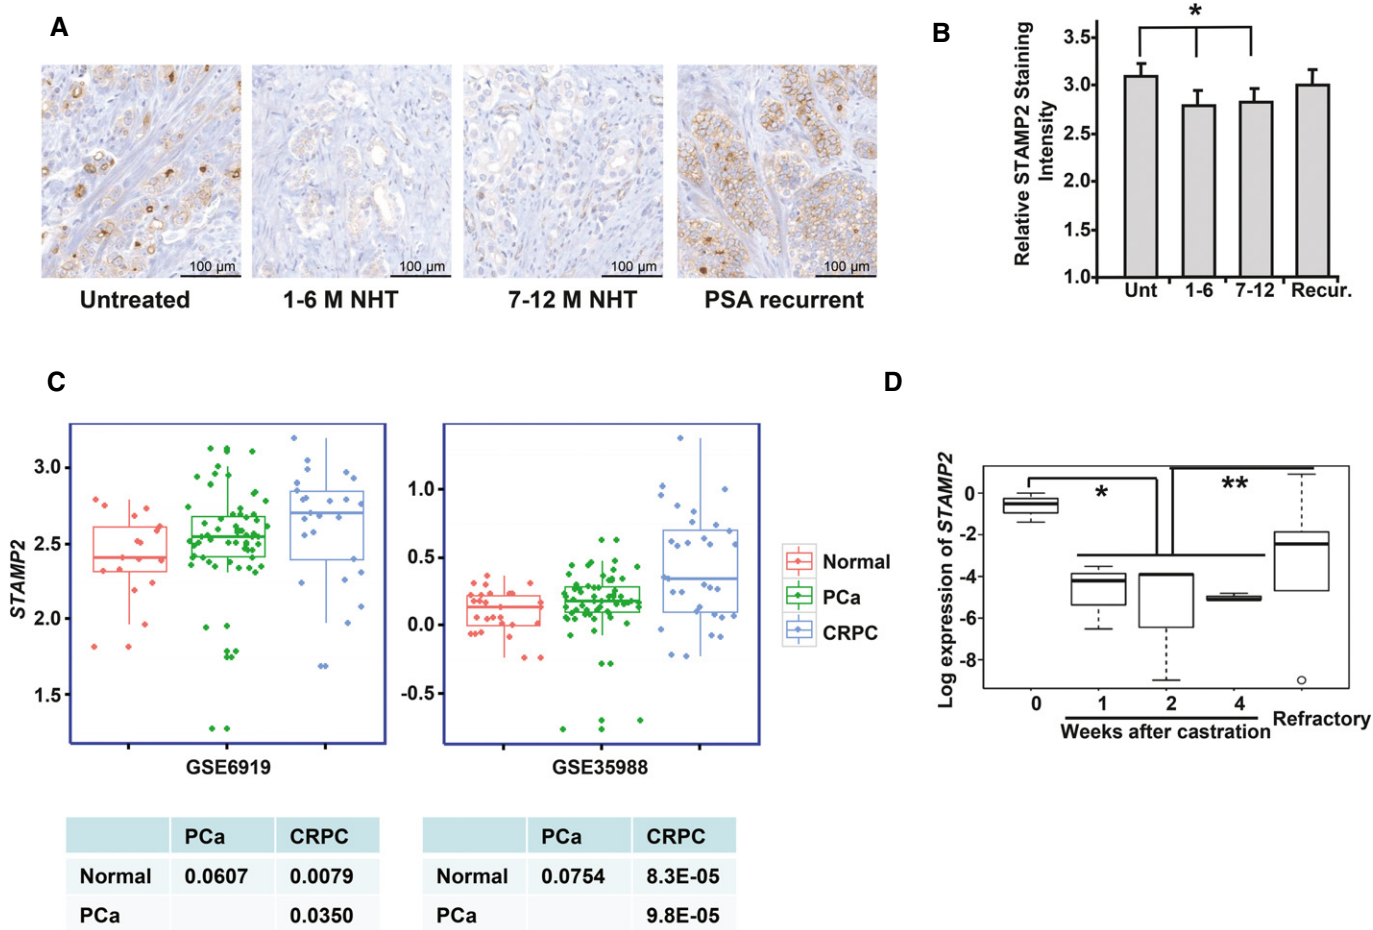 A
100 µm
100 µm
100 µm
100 µm
Untreated
1-6 M NHT
7-12 M NHT
PSA recurrent
B
Relative STAMP2 Staining
Intensity
*
3.5
3.0
2.5
2.0
1.5
1.0
Unt
1-6
7-12
Recur.
C
STAMP2
3.0
2.5
2.0
1.5
GSE6919
1.0
0.5
0.0
-0.5
GSE35988
Normal
PCa
CRPC
PCa CRPC
Normal 0.0607 0.0079
PCa 0.0350
PCa CRPC
Normal 0.0754 8.3E-05
PCa 9.8E-05
D
Log expression of STAMP2
0
-2
-4
-6
-8
*
**
0 1 2 4 Refractory
Weeks after castration